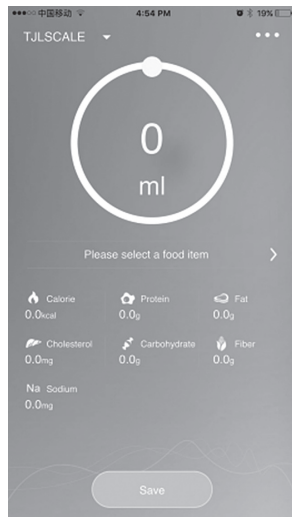 中国移动 4:54 PM 19%
TJLSCALE
0
ml
Please select a food item
Calorie Protein Fat
0.0kcal 0.0g 0.0g
Cholesterol Carbohydrate Fiber
0.0mg 0.0g 0.0g
Na Sodium
0.0mg
Save